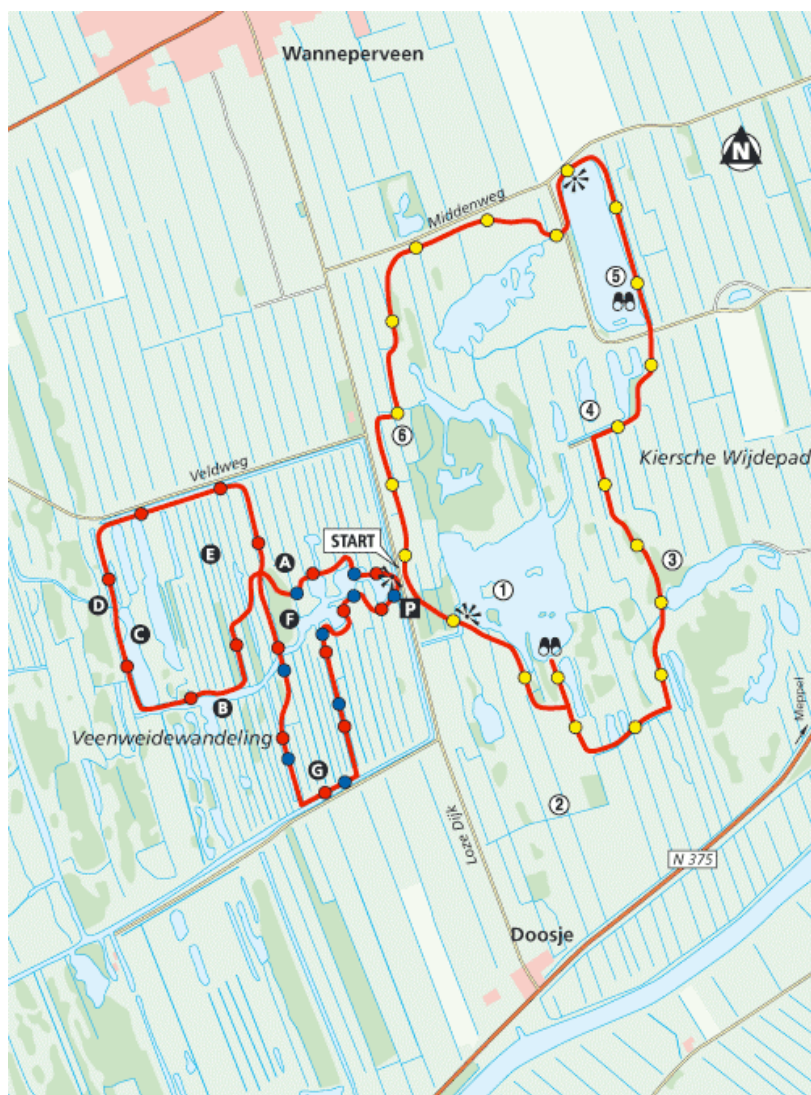 Wanneperveen
N
Middenweg
5
4
6
Kiersche Wijdepad
Veldweg
START
E
A
3
D
1
P
F
C
B
Meppel
Veenweidewandeling
G
2
Loze Dijk
N 375
Doosje